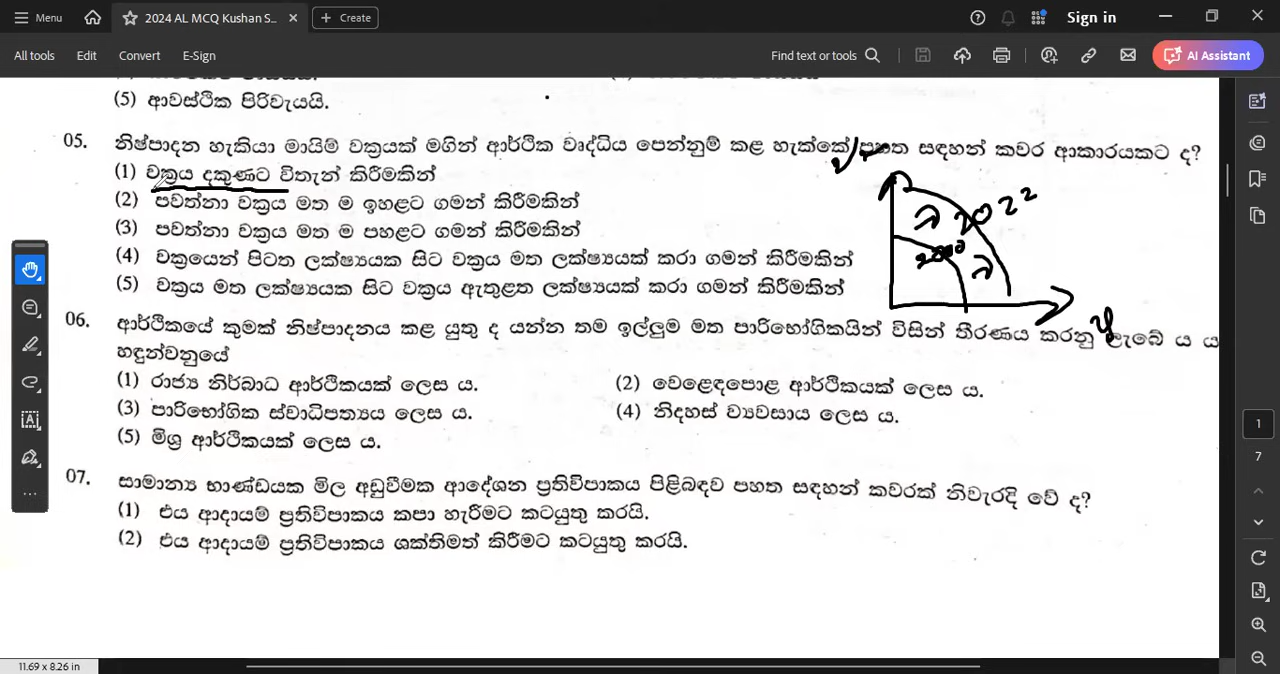 Menu
2024 AL MCQ Kushan S...
Create
Sign in
All tools
Edit
Convert
E-Sign
Find text or tools
AI Assistant
(5) ආවස්ථික පිරිවැයයි.
05. නිෂ්පාදන හැකියා මායිම් වක්‍රයක් මගින් ආර්ථික වෘද්ධිය පෙන්නුම් කළ හැක්කේ පහත සඳහන් කවර ආකාරයකට ද?
(1) වක්‍රය දකුණට විතැන් කිරීමකින්
(2) පවත්නා වක්‍රය මත ම ඉහළට ගමන් කිරීමකින්
(3) පවත්නා වක්‍රය මත ම පහළට ගමන් කිරීමකින්
(4) වක්‍රයෙන් පිටත ලක්ෂ්‍යයක සිට වක්‍රය මත ලක්ෂ්‍යයක් කරා ගමන් කිරීමකින්
(5) වක්‍රය මත ලක්ෂ්‍යයක සිට වක්‍රය ඇතුළත ලක්ෂ්‍යයක් කරා ගමන් කිරීමකින්
2022
y
06. ආර්ථිකයේ කුමක් නිෂ්පාදනය කළ යුතු ද යන්න තම ඉල්ලුම මත පාරිභෝගිකයින් විසින් තීරණය කරනු ලැබේ ය ය
හඳුන්වනුයේ
(1) රාජ්‍ය නිර්බාධ ආර්ථිකයක් ලෙස ය.
(2) වෙළෙඳපොළ ආර්ථිකයක් ලෙස ය.
(3) පාරිභෝගික ස්වාධිපත්‍යය ලෙස ය.
(4) නිදහස් ව්‍යවසාය ලෙස ය.
(5) මිශ්‍ර ආර්ථිකයක් ලෙස ය.
07. සාමාන්‍ය භාණ්ඩයක මිල අඩුවීමක ආදේශන ප්‍රතිවිපාකය පිළිබඳව පහත සඳහන් කවරක් නිවැරදි වේ ද?
(1) එය ආදායම් ප්‍රතිවිපාකය කපා හැරීමට කටයුතු කරයි.
(2) එය ආදායම් ප්‍රතිවිපාකය ශක්තිමත් කිරීමට කටයුතු කරයි.
1
7
11.69 x 8.26 in